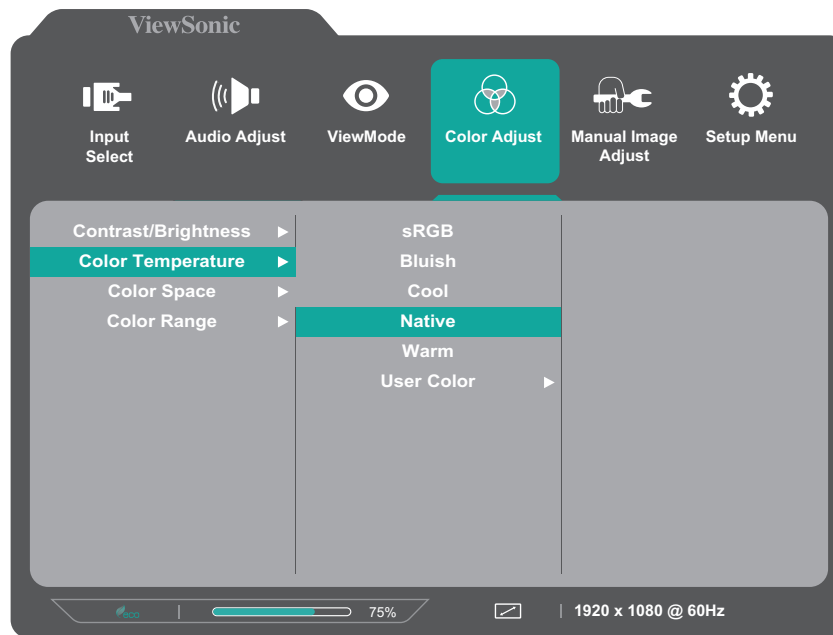 ViewSonic
Input
Select
Audio Adjust
ViewMode
Color Adjust
Manual Image
Adjust
Setup Menu
Contrast/Brightness
Color Temperature
Color Space
Color Range
sRGB
Bluish
Cool
Native
Warm
User Color
eco
75%
1920 x 1080 @ 60Hz